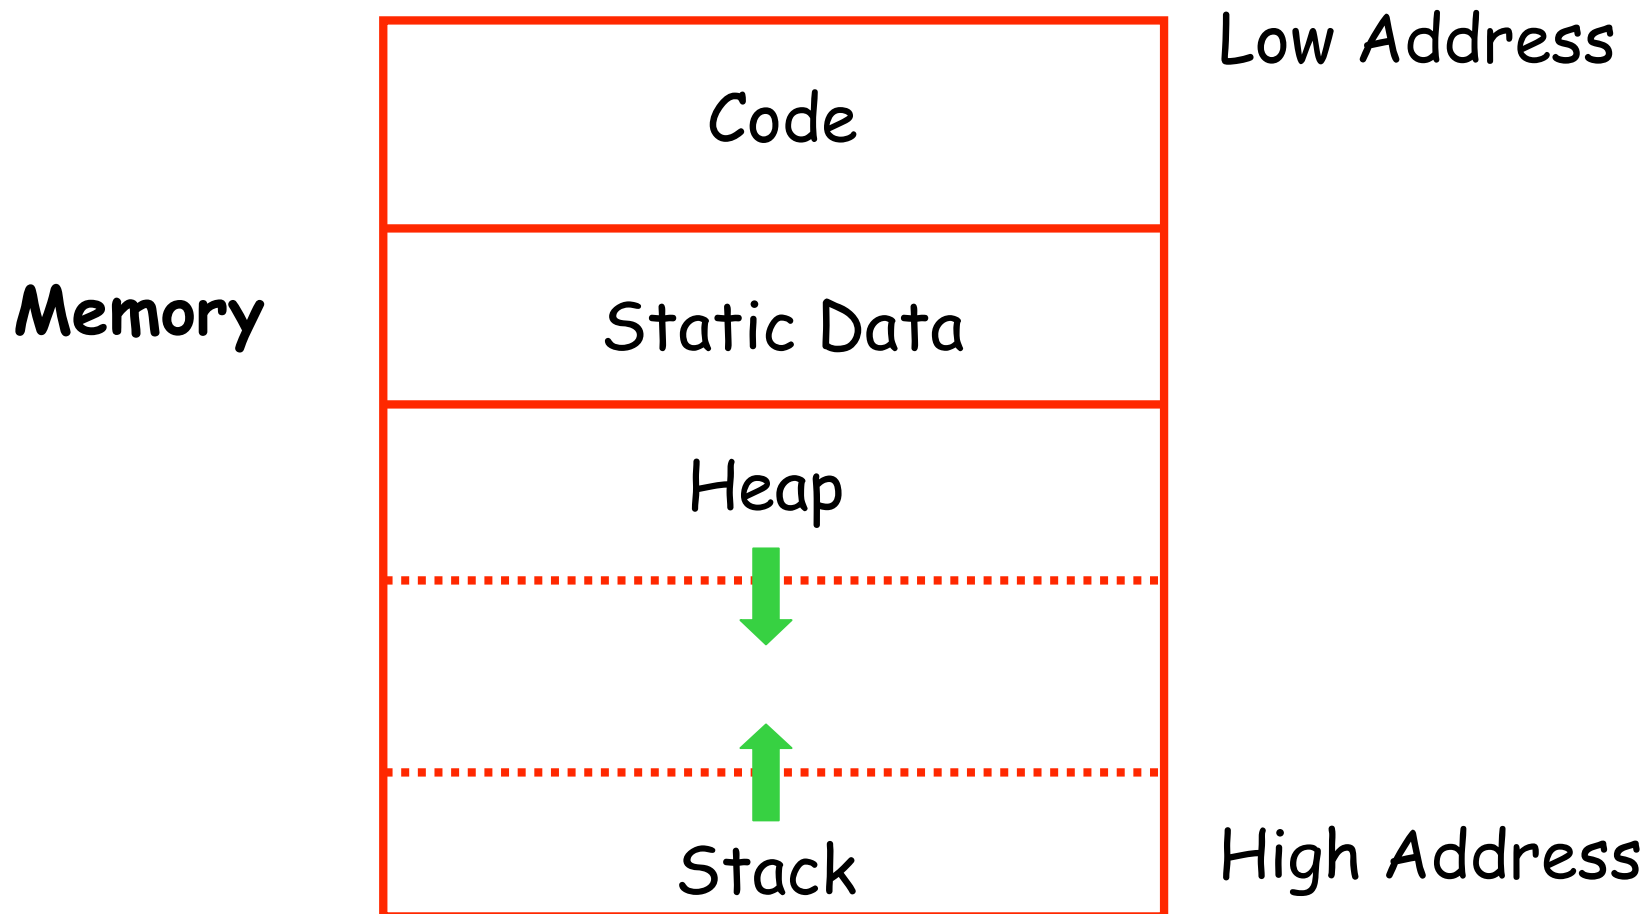 Low Address
Code
Memory
Static Data
Heap
Stack
High Address